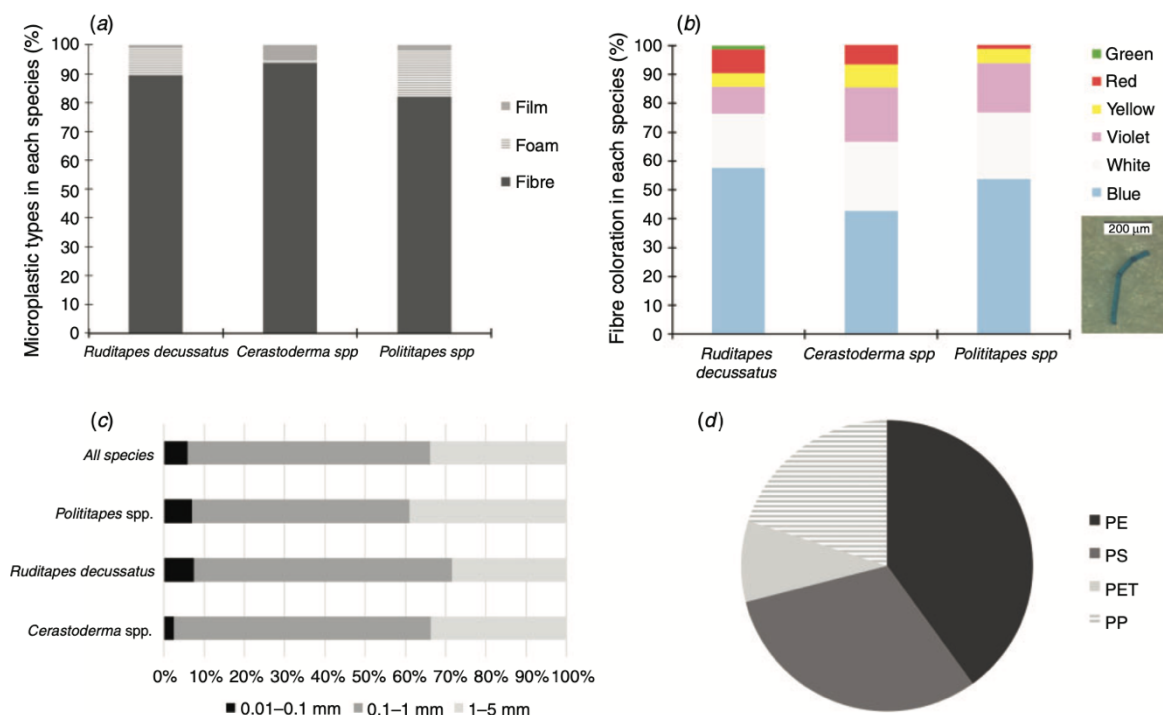 (a)
Microplastic types in each species (%)
100
90
80
70
60
50
40
30
20
10
0
Ruditapes decussatus
Cerastoderma spp
Polititapes spp
Film
Foam
Fibre
(b)
Fibre coloration in each species (%)
100
90
80
70
60
50
40
30
20
10
0
Ruditapes
decussatus
Cerastoderma spp
Polititapes spp
Green
Red
Yellow
Violet
White
Blue
200 µm
(c)
All species
Polititapes spp.
Ruditapes decussatus
Cerastoderma spp.
0% 10% 20% 30% 40% 50% 60% 70% 80% 90% 100%
0.01–0.1 mm 0.1–1 mm 1–5 mm
(d)
PE
PS
PET
PP